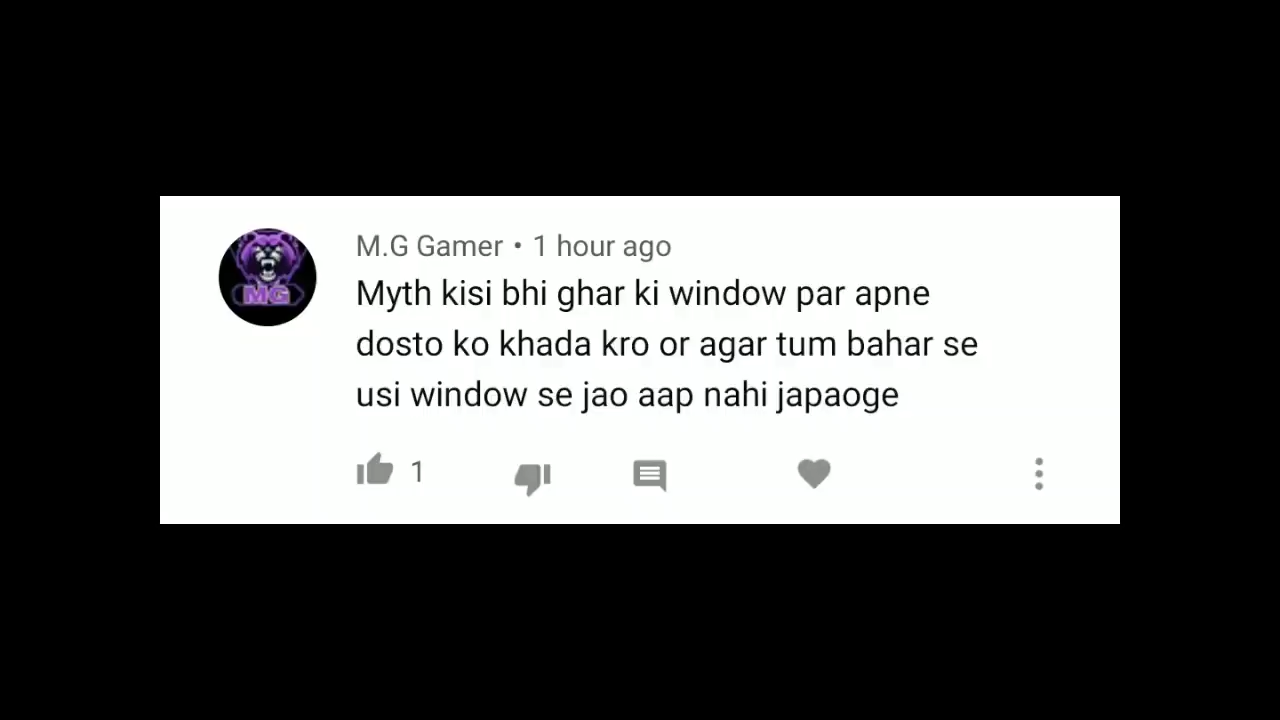 M.G Gamer • 1 hour ago
Myth kisi bhi ghar ki window par apne
dosto ko khada kro or agar tum bahar se
usi window se jao aap nahi japaoge
MG
1